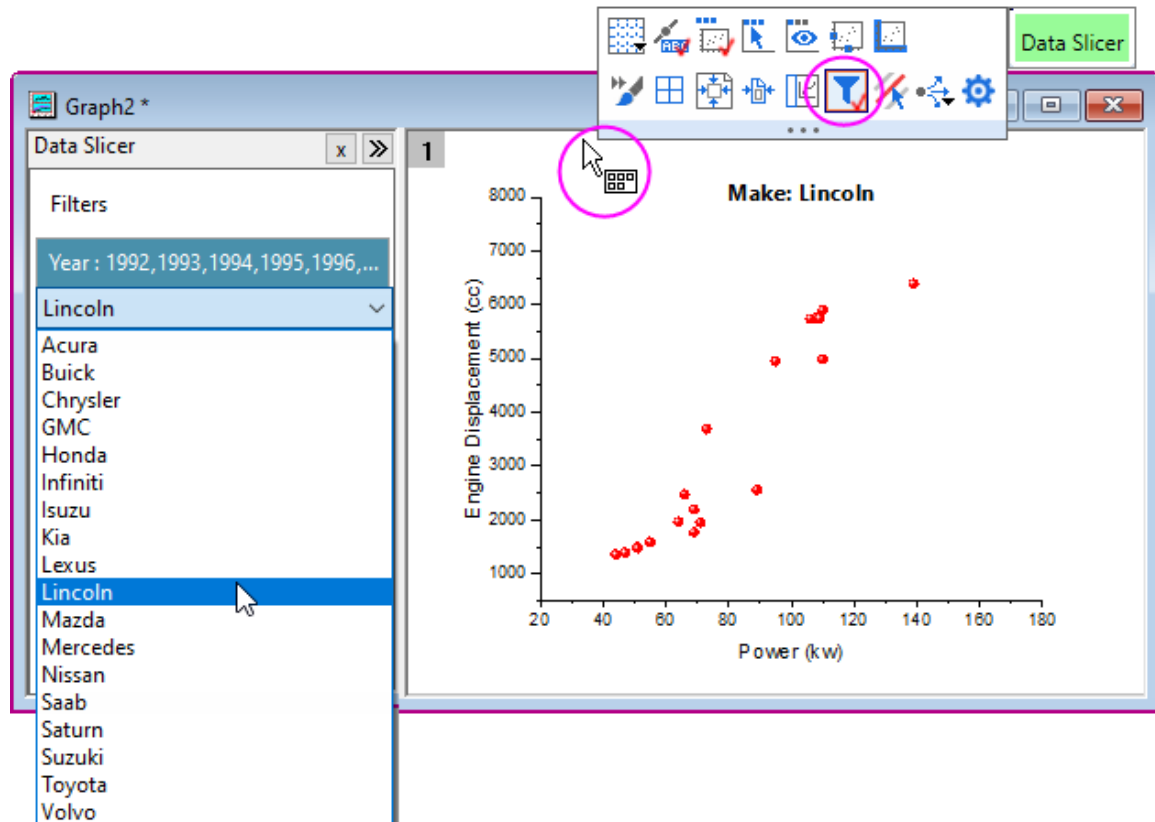 Data Slicer
Graph2 *
Data Slicer
x
1
Filters
Year : 1992,1993,1994,1995,1996,...
Lincoln
Acura
Buick
Chrysler
GMC
Honda
Infiniti
Isuzu
Kia
Lexus
Lincoln
Mazda
Mercedes
Nissan
Saab
Saturn
Suzuki
Toyota
Volvo
Make: Lincoln
8000
7000
6000
5000
4000
3000
2000
1000
Engine Displacement (cc)
20 40 60 80 100 120 140 160 180
Power (kw)